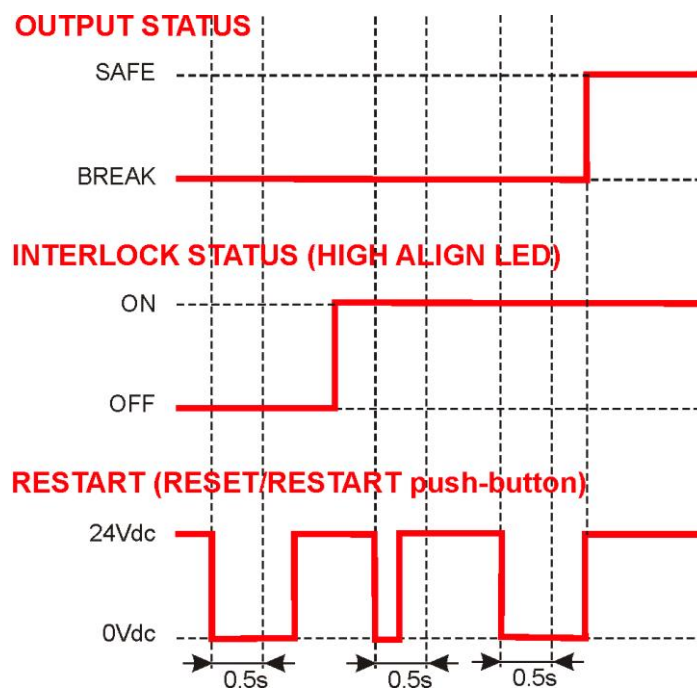 OUTPUT STATUS
SAFE
BREAK
INTERLOCK STATUS (HIGH ALIGN LED)
ON
OFF
RESTART (RESET/RESTART push-button)
24Vdc
0Vdc
0.5s 0.5s 0.5s